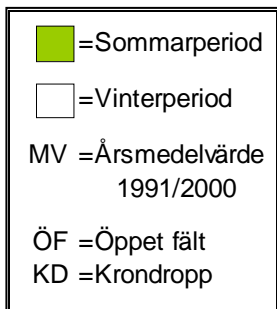 =Sommarperiod
=Vinterperiod
MV =Årsmedelvärde
1991/2000
ÖF =Öppet fält
KD =Krondropp